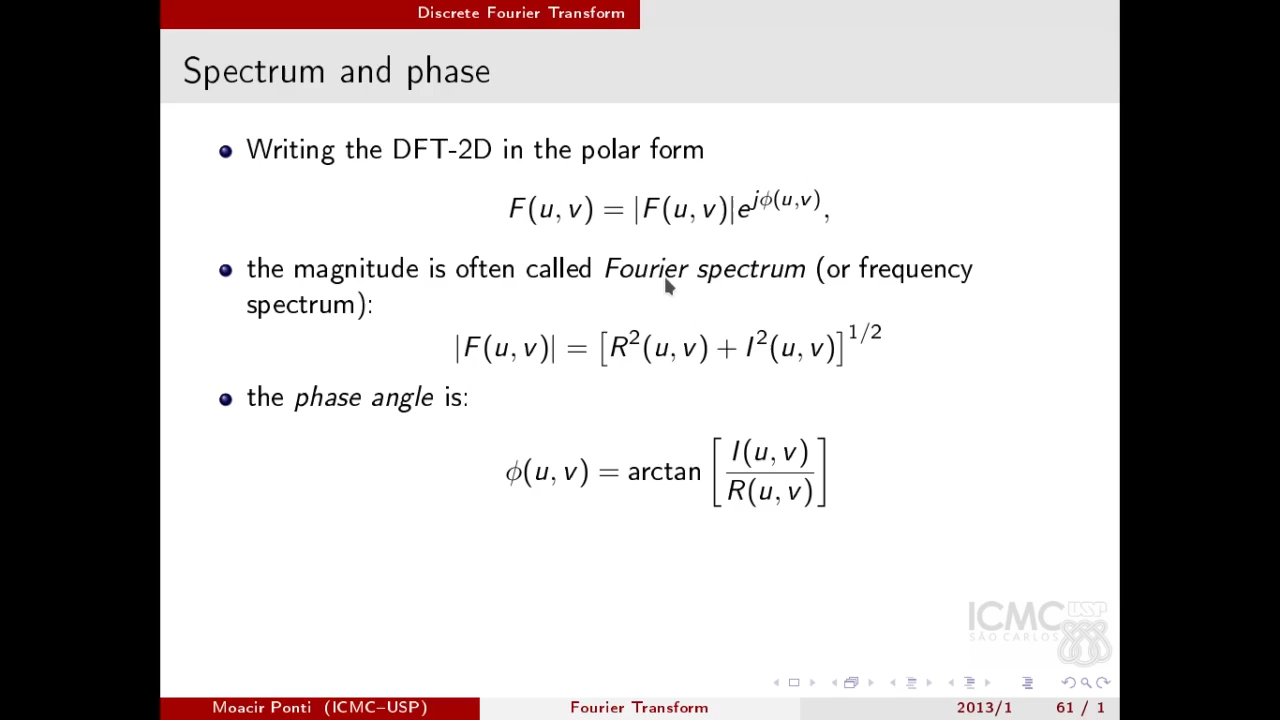 Discrete Fourier Transform
Spectrum and phase
Writing the DFT-2D in the polar form
F(u, v) = |F(u, v)|e^{jϕ(u,v)},
the magnitude is often called Fourier spectrum (or frequency
spectrum):
|F(u, v)| = [R²(u, v) + I²(u, v)]^{1/2}
the phase angle is:
ϕ(u, v) = arctan [I(u, v) / R(u, v)]
ICMC USP
SÃO CARLOS
Moacir Ponti (ICMC–USP) Fourier Transform 2013/1 61 / 1